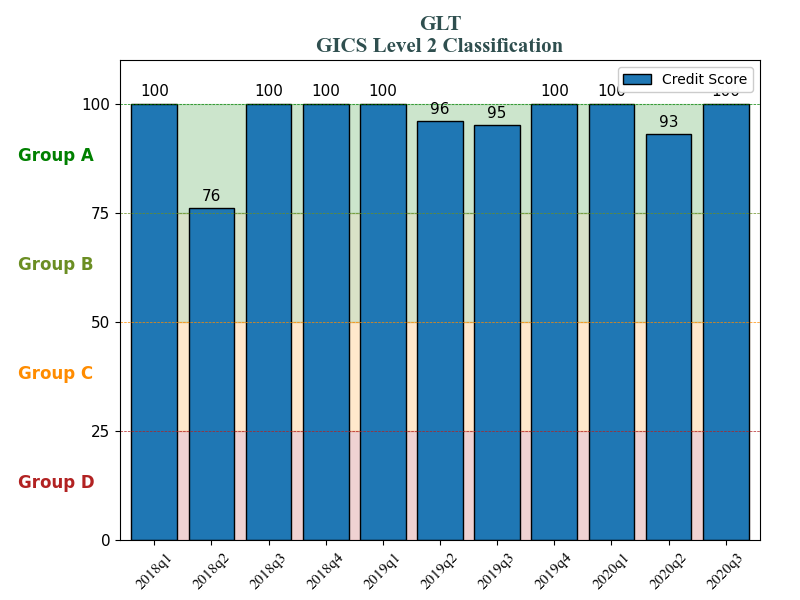 GLT
GICS Level 2 Classification
Credit Score
100 76 100 100 100 96 95 100 100 93 100
100
Group A
75
Group B
50
Group C
25
Group D
0
2018q1 2018q2 2018q3 2018q4 2019q1 2019q2 2019q3 2019q4 2020q1 2020q2 2020q3